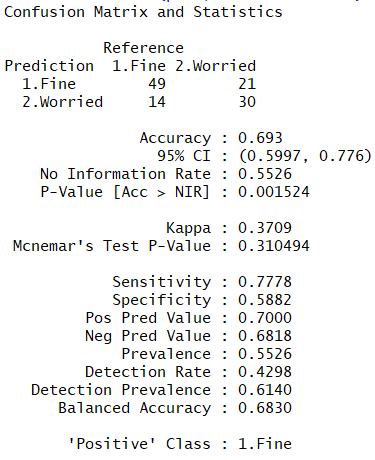 Confusion Matrix and Statistics
Reference
Prediction 1.Fine 2.Worried
1.Fine 49 21
2.Worried 14 30
Accuracy : 0.693
95% CI : (0.5997, 0.776)
No Information Rate : 0.5526
P-Value [Acc > NIR] : 0.001524
Kappa : 0.3709
Mcnemar's Test P-Value : 0.310494
Sensitivity : 0.7778
Specificity : 0.5882
Pos Pred Value : 0.7000
Neg Pred Value : 0.6818
Prevalence : 0.5526
Detection Rate : 0.4298
Detection Prevalence : 0.6140
Balanced Accuracy : 0.6830
'Positive' Class : 1.Fine